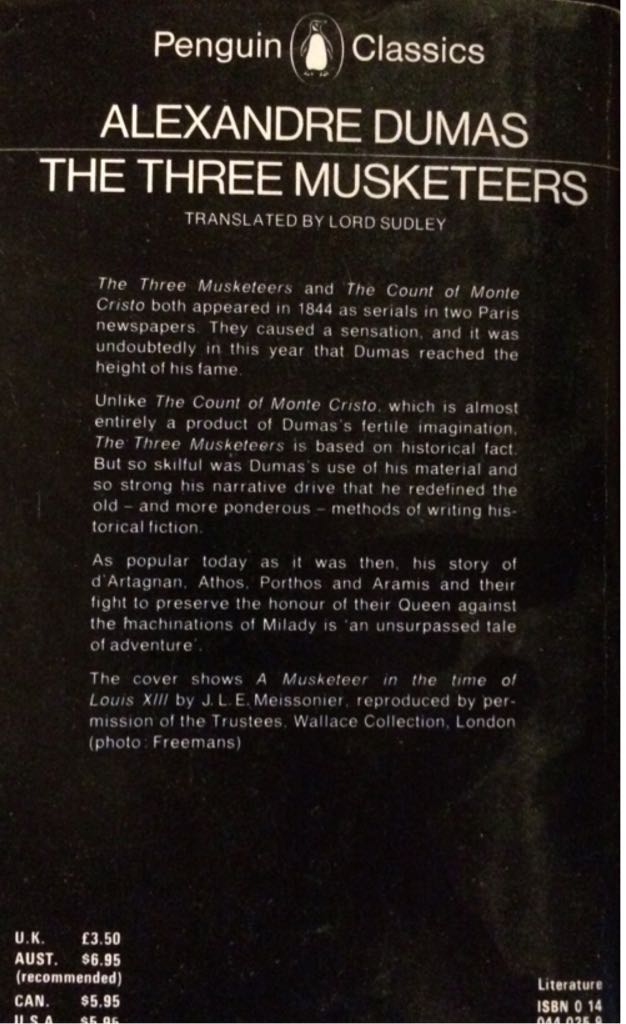 Penguin Classics
ALEXANDRE DUMAS
THE THREE MUSKETEERS
TRANSLATED BY LORD SUDLEY
The Three Musketeers and The Count of Monte
Cristo both appeared in 1844 as serials in two Paris
newspapers. They caused a sensation, and it was
undoubtedly in this year that Dumas reached the
height of his fame.
Unlike The Count of Monte Cristo, which is almost
entirely a product of Dumas's fertile imagination,
The Three Musketeers is based on historical fact.
But so skilful was Dumas's use of his material and
so strong his narrative drive that he redefined the
old – and more ponderous – methods of writing his-
torical fiction.
As popular today as it was then, his story of
d'Artagnan, Athos, Porthos and Aramis and their
fight to preserve the honour of their Queen against
the machinations of Milady is 'an unsurpassed tale
of adventure'.
The cover shows A Musketeer in the time of
Louis XIII by J. L. E. Meissonier, reproduced by per-
mission of the Trustees, Wallace Collection, London
(photo: Freemans)
U.K. £3.50
AUST. $6.95
(recommended)
CAN. $5.95
U.S.A. $5.95
Literature
ISBN 0 14
044.025 9